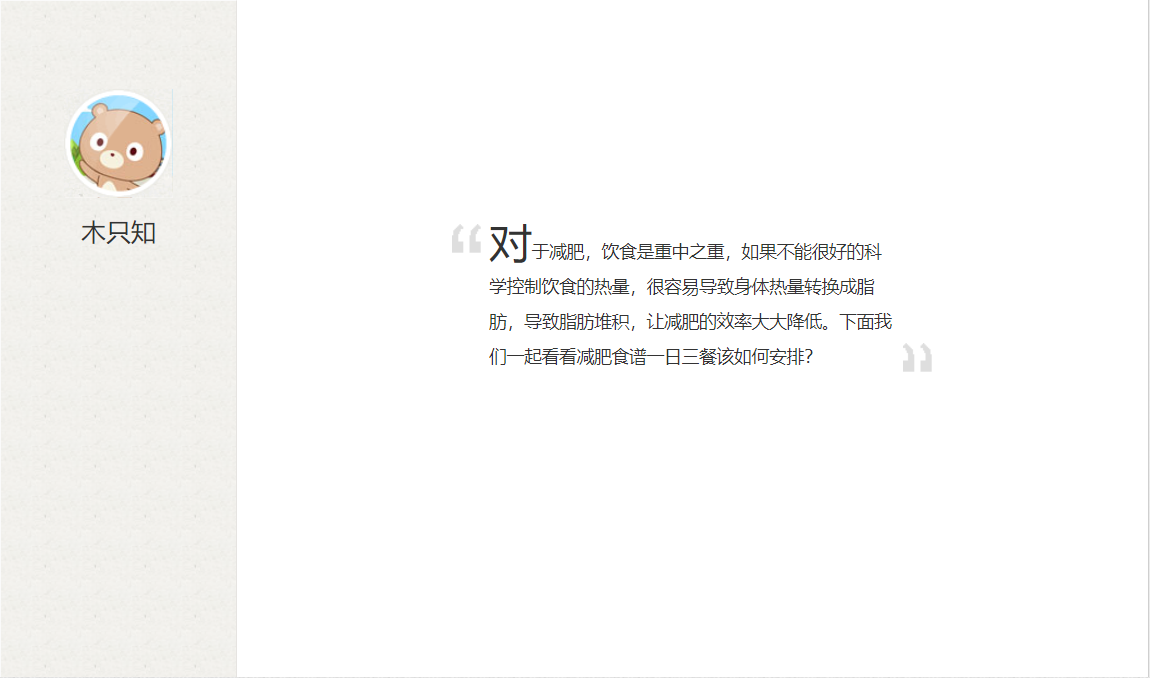 木只知
对于减肥，饮食是重中之重，如果不能很好的科
学控制饮食的热量，很容易导致身体热量转换成脂
肪，导致脂肪堆积，让减肥的效率大大降低。下面我
们一起看看减肥食谱一日三餐该如何安排？